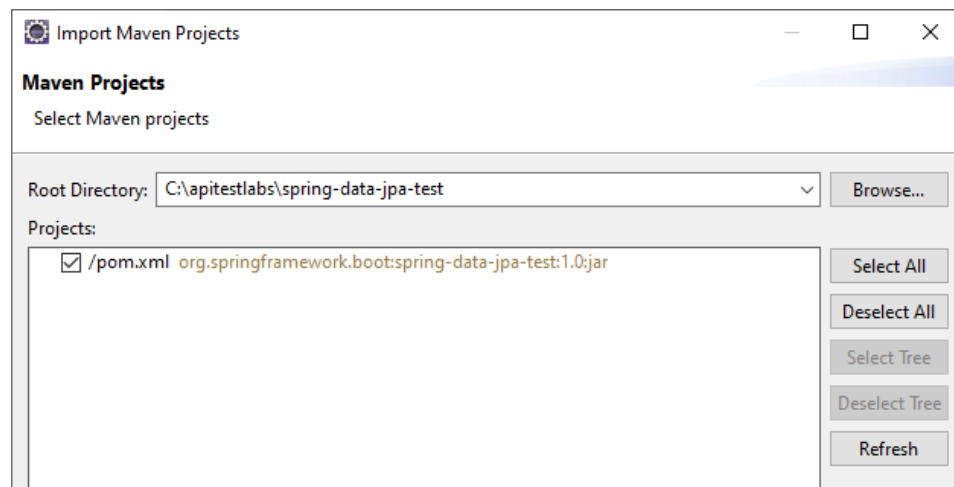 Import Maven Projects
Maven Projects
Select Maven projects
Root Directory: C:\apitestlabs\spring-data-jpa-test Browse...
Projects:
/pom.xml org.springframework.boot:spring-data-jpa-test:1.0:jar
Select All
Deselect All
Select Tree
Deselect Tree
Refresh